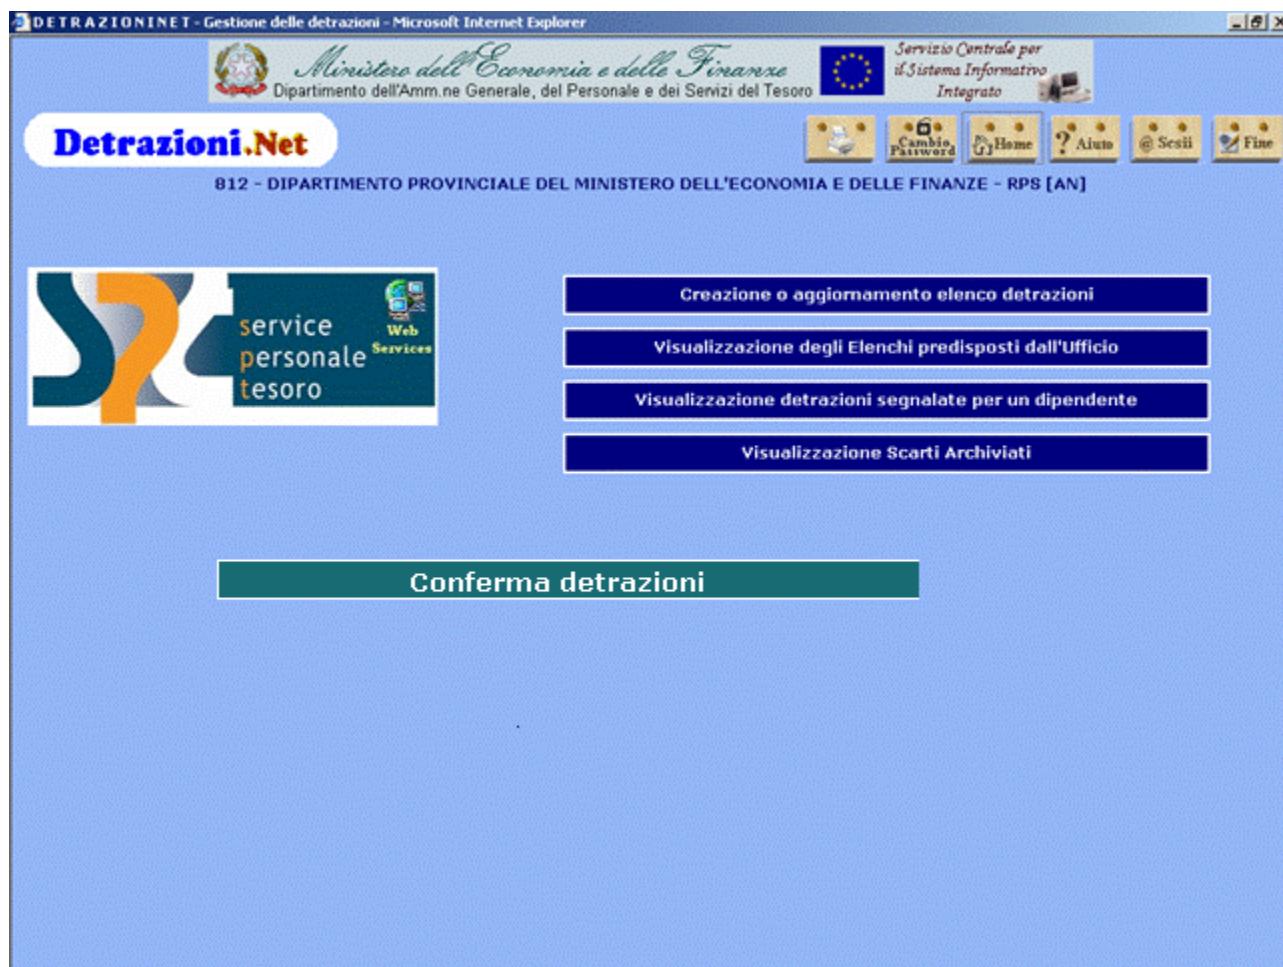 DETRAZIONINET - Gestione delle detrazioni - Microsoft Internet Explorer
Ministero dell'Economia e delle Finanze
Dipartimento dell'Amm.ne Generale, del Personale e dei Servizi del Tesoro
Servizio Centrale per
il Sistema Informativo
Integrato
Detrazioni.Net
Cambio
Password
Home
? Aiuto
@ Sesii
Fine
812 - DIPARTIMENTO PROVINCIALE DEL MINISTERO DELL'ECONOMIA E DELLE FINANZE - RPS [AN]
service
personale
tesoro
Web
Services
Creazione o aggiornamento elenco detrazioni
Visualizzazione degli Elenchi predisposti dall'Ufficio
Visualizzazione detrazioni segnalate per un dipendente
Visualizzazione Scarti Archiviati
Conferma detrazioni